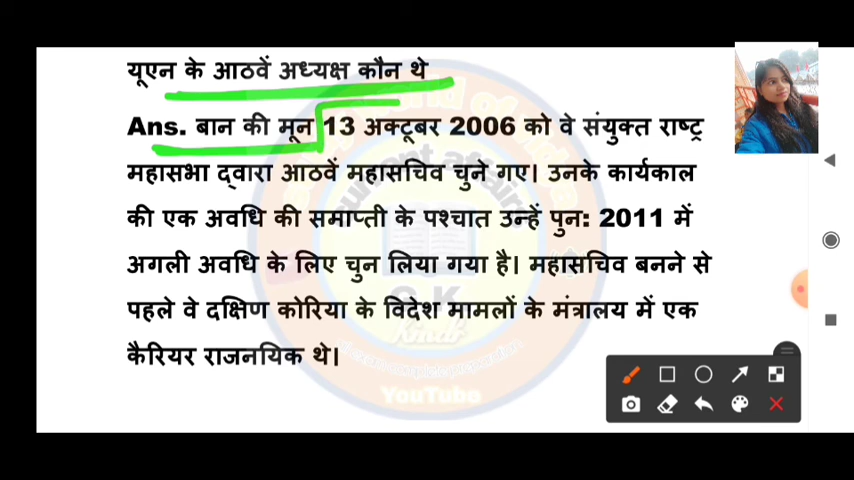 यूएन के आठवें अध्यक्ष कौन थे
Ans. बान की मून 13 अक्टूबर 2006 को वे संयुक्त राष्ट्र
महासभा द्वारा आठवें महासचिव चुने गए। उनके कार्यकाल
की एक अवधि की समाप्ती के पश्चात उन्हें पुन: 2011 में
अगली अवधि के लिए चुन लिया गया है। महासचिव बनने से
पहले वे दक्षिण कोरिया के विदेश मामलों के मंत्रालय में एक
कैरियर राजनयिक थे।
YouTube